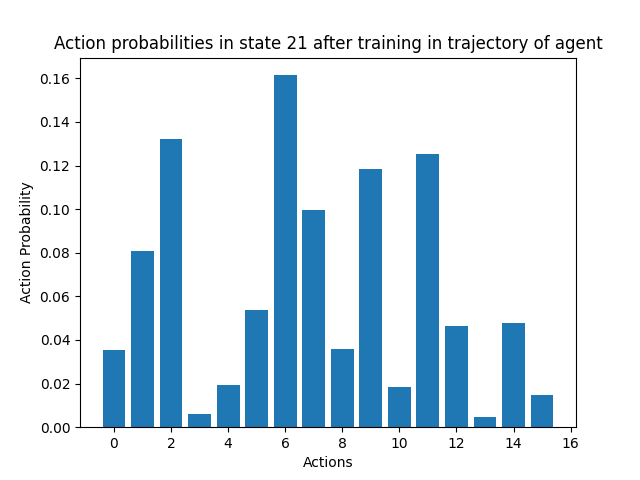 Action probabilities in state 21 after training in trajectory of agent
0.16
0.14
0.12
0.10
0.08
0.06
0.04
0.02
0.00
Action Probability
0 2 4 6 8 10 12 14 16
Actions